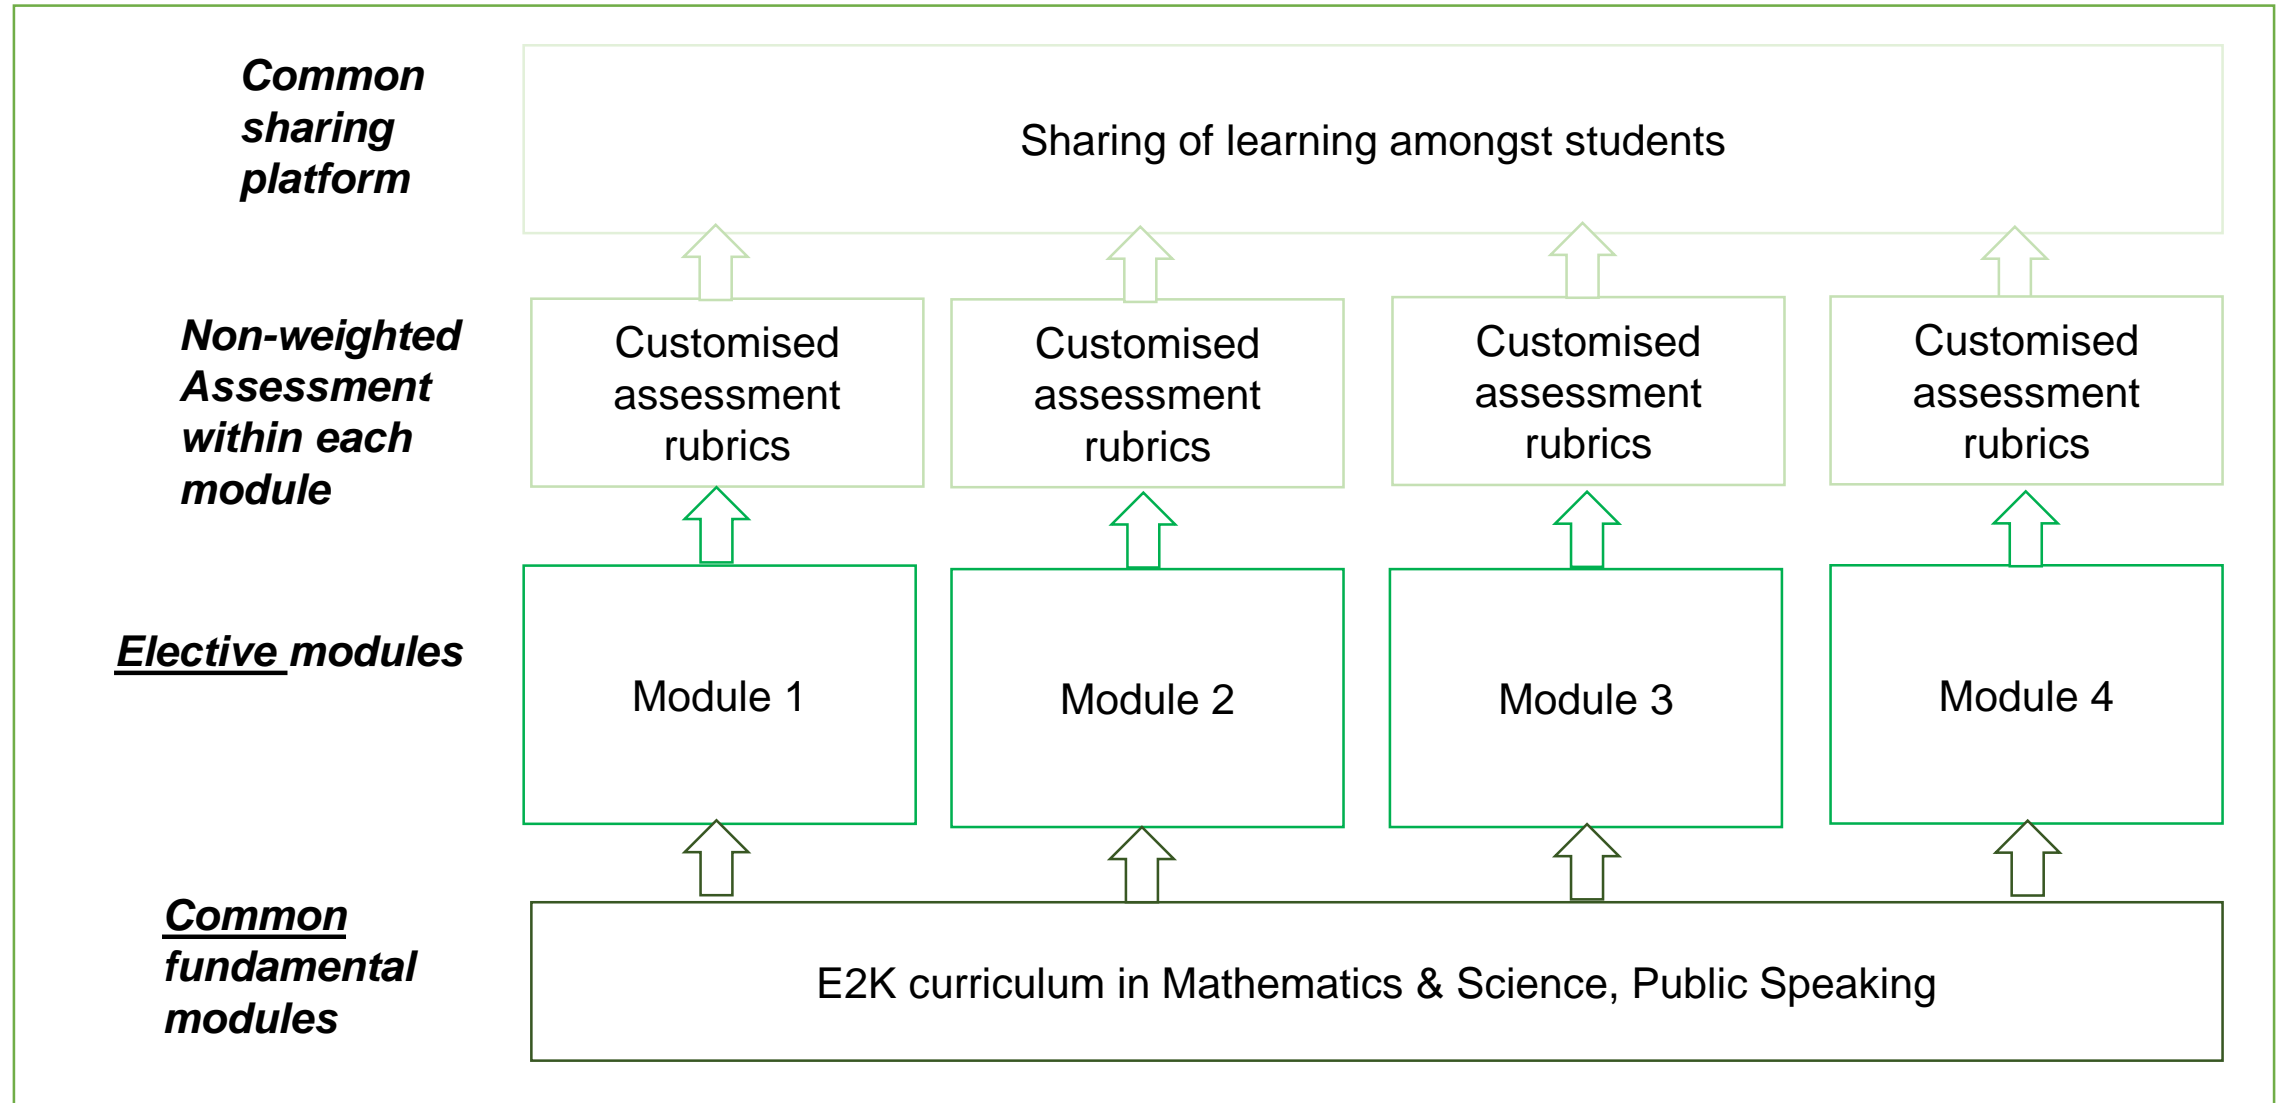 Common
sharing
platform
Sharing of learning amongst students
Non-weighted
Assessment
within each
module
Customised
assessment
rubrics
Customised
assessment
rubrics
Customised
assessment
rubrics
Customised
assessment
rubrics
Elective modules
Module 1
Module 2
Module 3
Module 4
Common
fundamental
modules
E2K curriculum in Mathematics & Science, Public Speaking